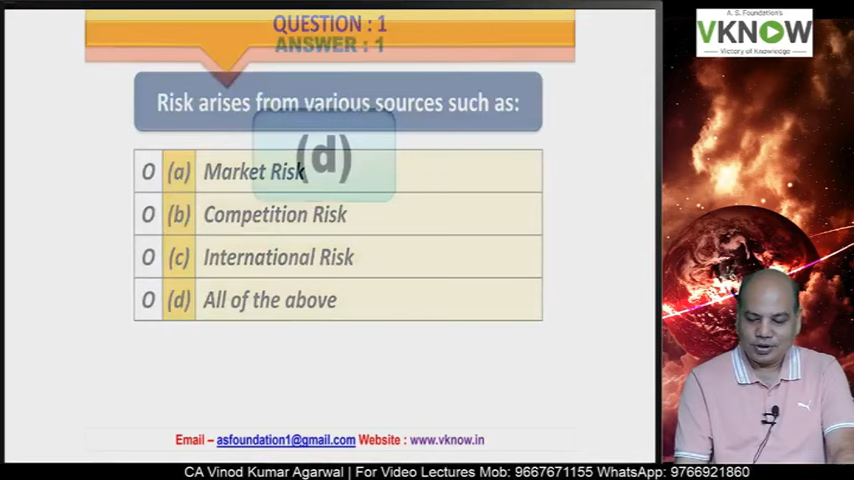 QUESTION : 1
ANSWER : 1
Risk arises from various sources such as:
(d)
O (a) Market Risk
O (b) Competition Risk
O (c) International Risk
O (d) All of the above
Email – asfoundation1@gmail.com Website : www.vknow.in
A. S. Foundation's
VKNOW
Victory of Knowledge
CA Vinod Kumar Agarwal | For Video Lectures Mob: 9667671155 WhatsApp: 9766921860